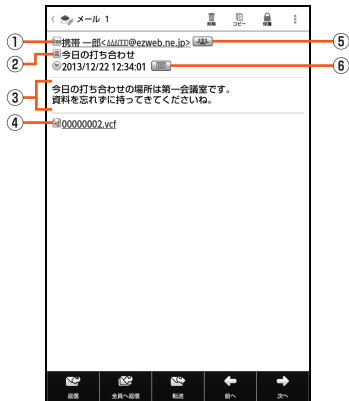 メール 1
削除 コピー 保護
① 携帯 一郎<△△△□□□@ezweb.ne.jp> ⑤
② 今日の打ち合わせ
2013/12/22 12:34:01 ⑥
③ 今日の打ち合わせの場所は第一会議室です。
資料を忘れずに持ってきてくださいね。
④ 00000002.vcf
返信 全員へ返信 転送 前へ 次へ